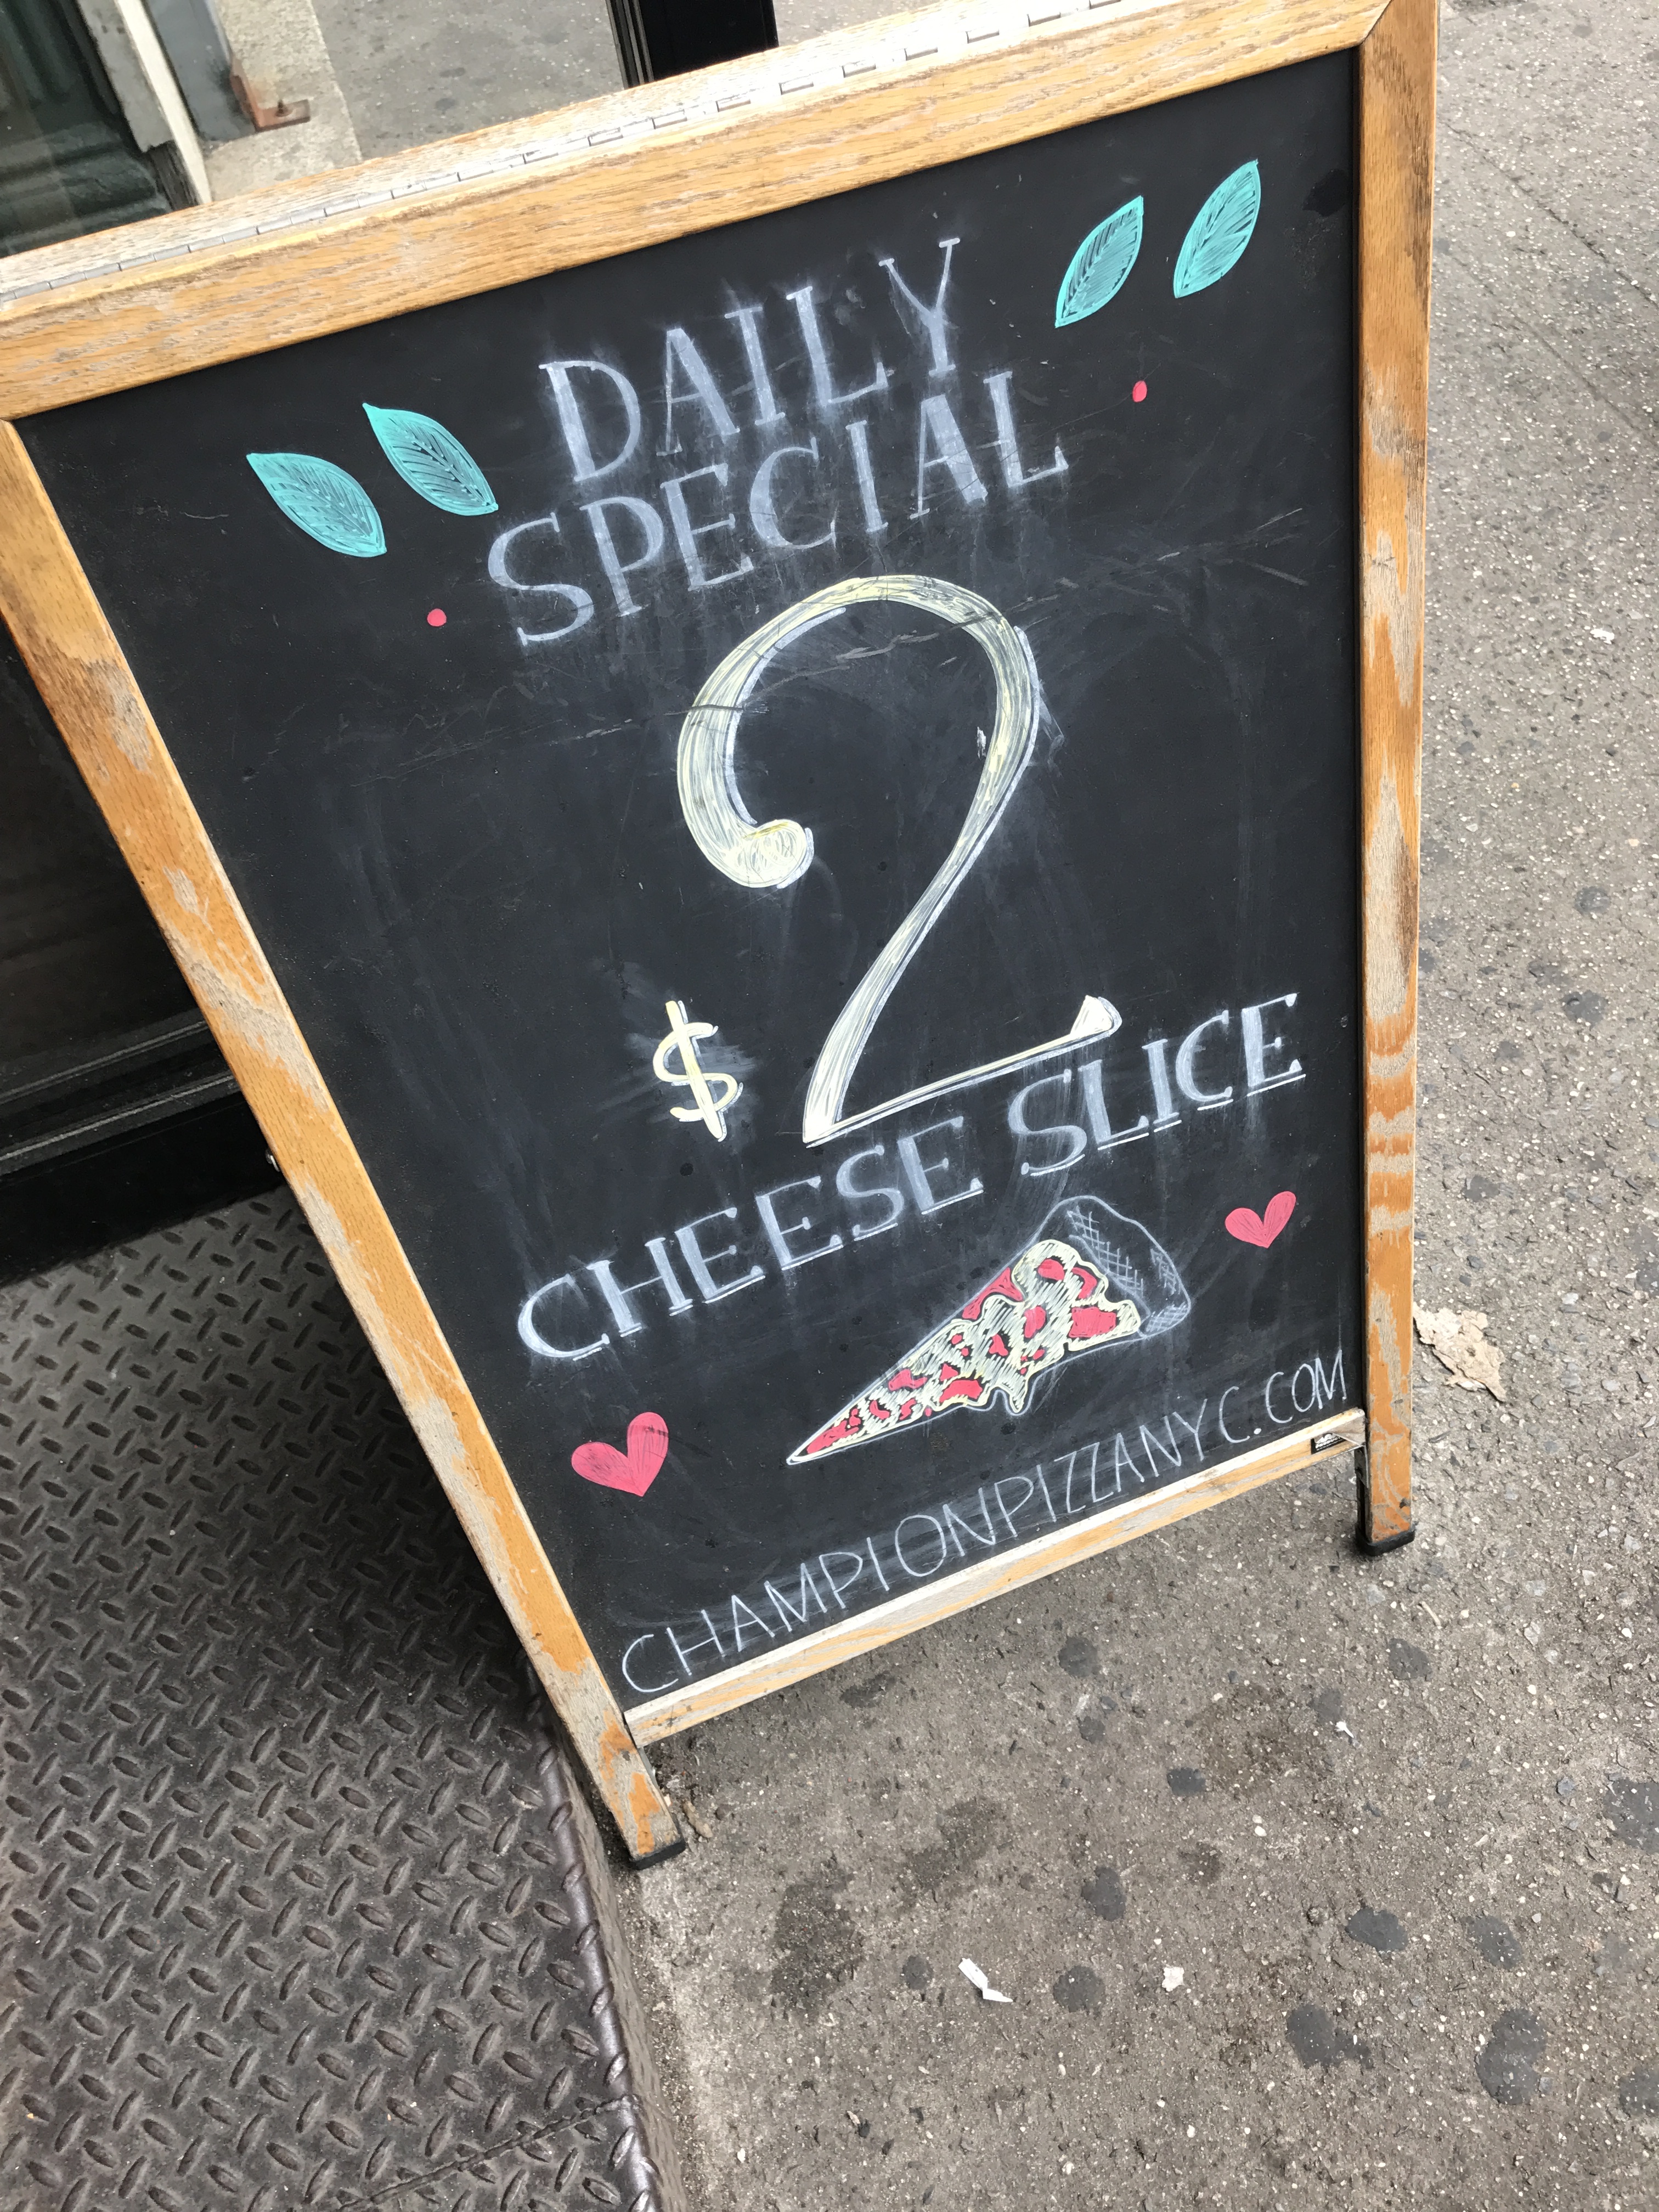 DAILY
SPECIAL
$2
CHEESE SLICE
CHAMPIONPIZZANYC.COM